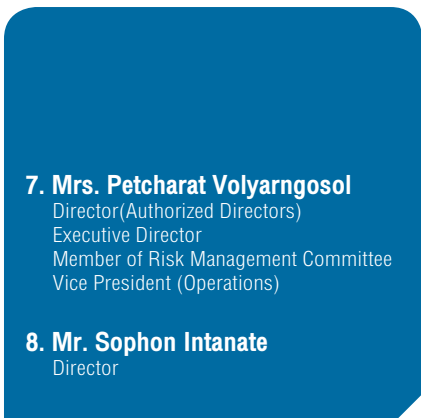 7. Mrs. Petcharat Volyarngosol
Director(Authorized Directors)
Executive Director
Member of Risk Management Committee
Vice President (Operations)
8. Mr. Sophon Intanate
Director